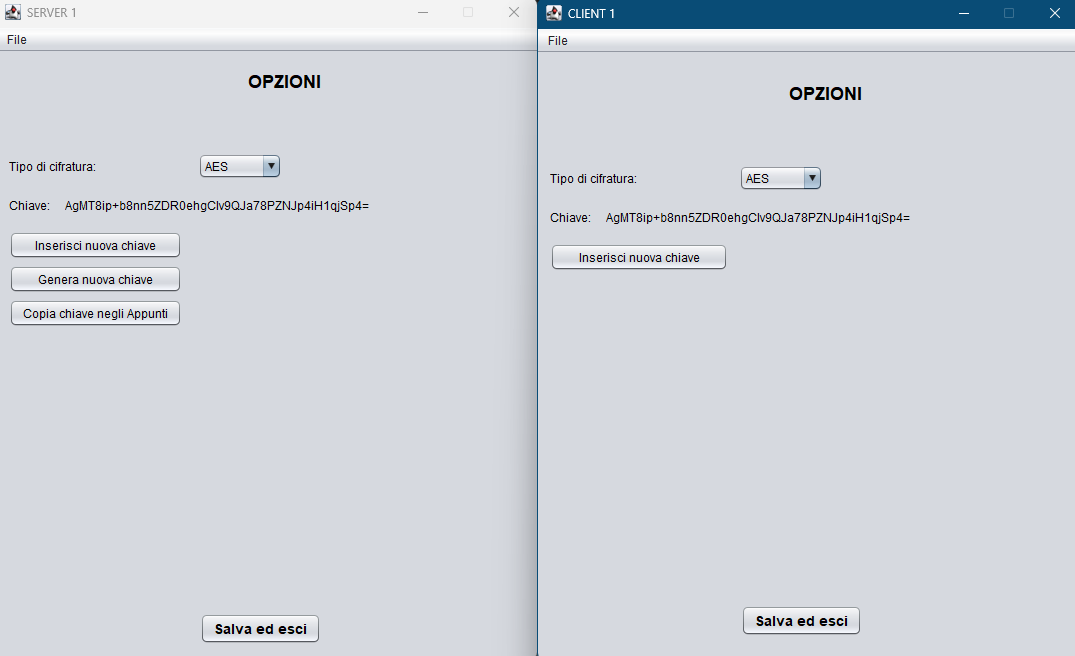 SERVER 1
File
OPZIONI
Tipo di cifratura: AES
Chiave: AgMT8ip+b8nn5ZDR0ehgClv9QJa78PZNJp4iH1qjSp4=
Inserisci nuova chiave
Genera nuova chiave
Copia chiave negli Appunti
Salva ed esci
CLIENT 1
File
OPZIONI
Tipo di cifratura: AES
Chiave: AgMT8ip+b8nn5ZDR0ehgClv9QJa78PZNJp4iH1qjSp4=
Inserisci nuova chiave
Salva ed esci